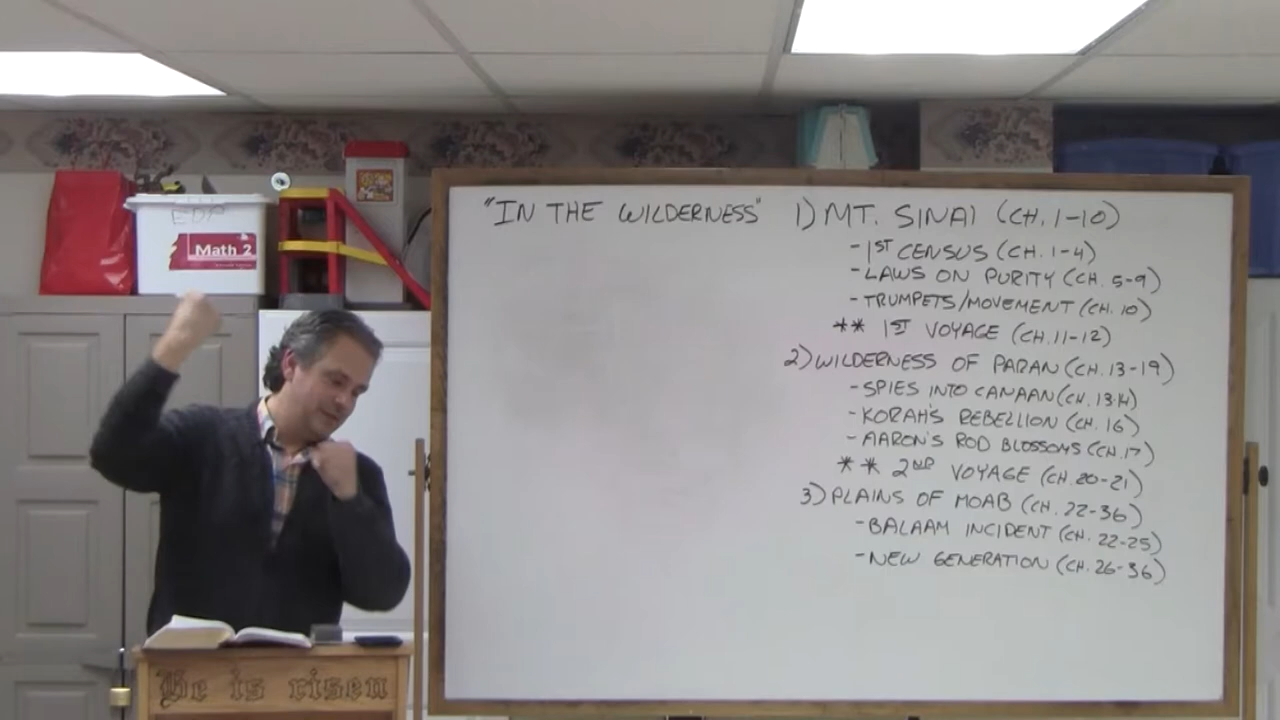 EDP
Math 2
"IN THE WILDERNESS" 1) MT. SINAI (CH. 1-10)
-1ST CENSUS (CH. 1-4)
-LAWS ON PURITY (CH. 5-9)
-TRUMPETS/MOVEMENT (CH. 10)
** 1ST VOYAGE (CH. 11-12)
2) WILDERNESS OF PARAN (CH. 13-19)
-SPIES INTO CANAAN (CH. 13-14)
-KORAH'S REBELLION (CH. 16)
-AARON'S ROD BLOSSOMS (CH. 17)
** 2ND VOYAGE (CH. 20-21)
3) PLAINS OF MOAB (CH. 22-36)
-BALAAM INCIDENT (CH. 22-25)
-NEW GENERATION (CH. 26-36)
He is risen